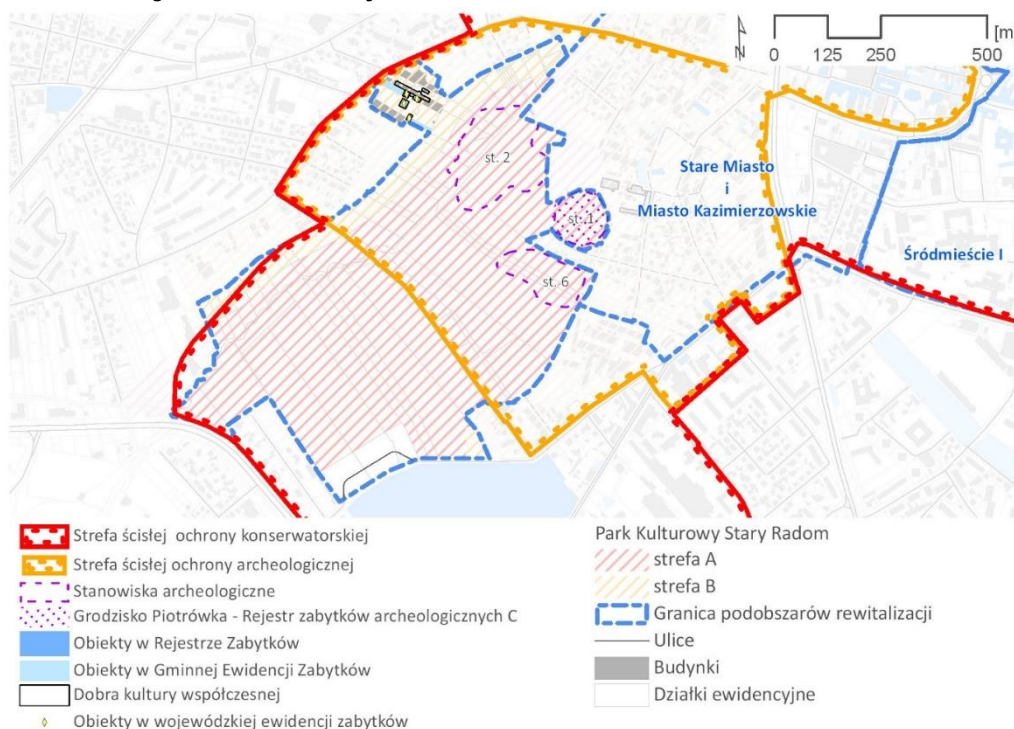 [m
0 125 250 500
st. 2
Stare Miasto
i
Miasto Kazimierzowskie
st. 1
Śródmieście I
st. 6
Strefa ścisłej ochrony konserwatorskiej
Strefa ścisłej ochrony archeologicznej
Stanowiska archeologiczne
Grodzisko Piotrówka - Rejestr zabytków archeologicznych C
Obiekty w Rejestrze Zabytków
Obiekty w Gminnej Ewidencji Zabytków
Dobra kultury współczesnej
Obiekty w wojewódzkiej ewidencji zabytków
Park Kulturowy Stary Radom
strefa A
strefa B
Granica podobszarów rewitalizacji
Ulice
Budynki
Działki ewidencyjne